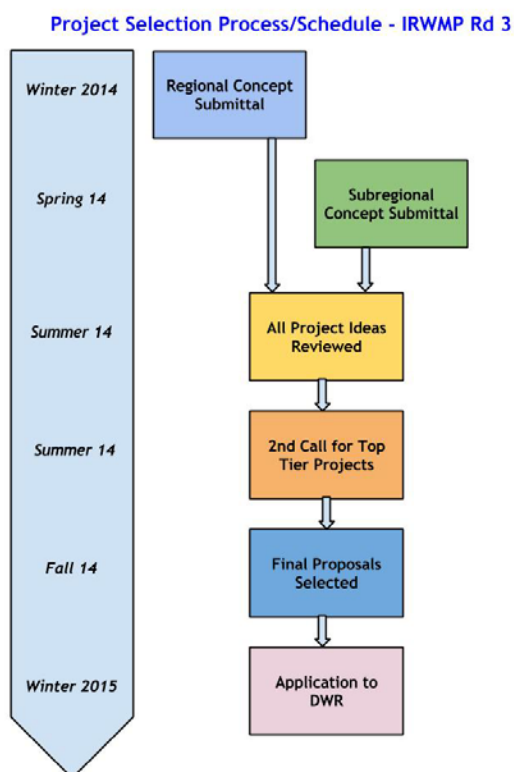 Project Selection Process/Schedule - IRWMP Rd 3
Winter 2014
Regional Concept
Submittal
Spring 14
Subregional
Concept Submittal
Summer 14
All Project Ideas
Reviewed
Summer 14
2nd Call for Top
Tier Projects
Fall 14
Final Proposals
Selected
Winter 2015
Application to
DWR